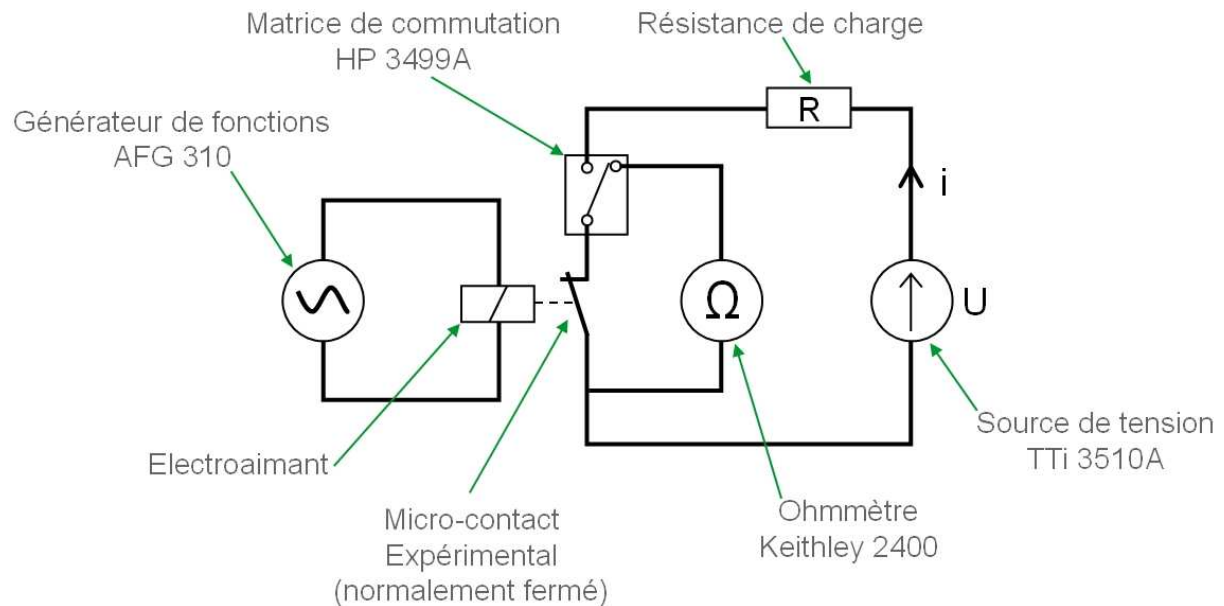 Matrice de commutation
HP 3499A
Résistance de charge
Générateur de fonctions
AFG 310
R
i
Ω
U
Electroaimant
Micro-contact
Expérimental
(normalement fermé)
Ohmmètre
Keithley 2400
Source de tension
TTi 3510A